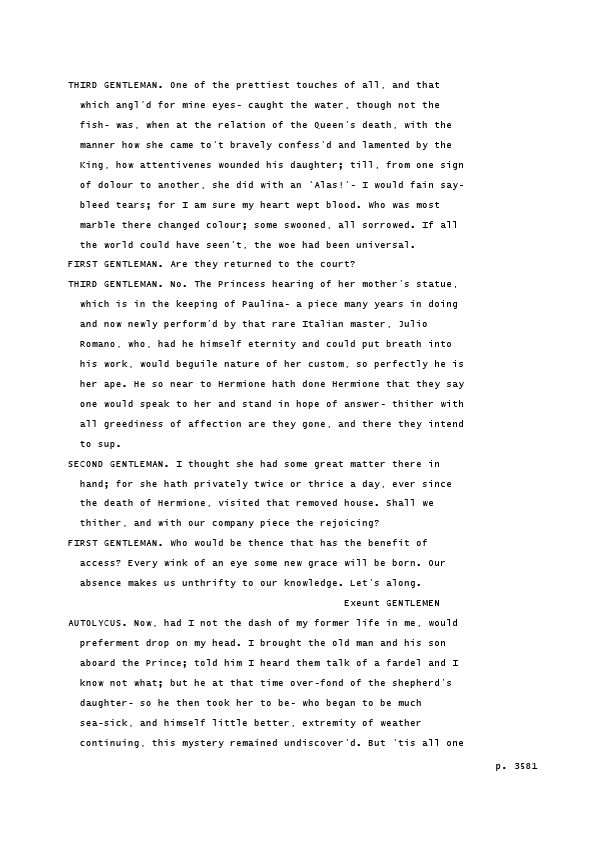 THIRD GENTLEMAN. One of the prettiest touches of all, and that
which angl'd for mine eyes- caught the water, though not the
fish- was, when at the relation of the Queen's death, with the
manner how she came to't bravely confess'd and lamented by the
King, how attentivenes wounded his daughter; till, from one sign
of dolour to another, she did with an 'Alas!'- I would fain say-
bleed tears; for I am sure my heart wept blood. Who was most
marble there changed colour; some swooned, all sorrowed. If all
the world could have seen't, the woe had been universal.
FIRST GENTLEMAN. Are they returned to the court?
THIRD GENTLEMAN. No. The Princess hearing of her mother's statue,
which is in the keeping of Paulina- a piece many years in doing
and now newly perform'd by that rare Italian master, Julio
Romano, who, had he himself eternity and could put breath into
his work, would beguile nature of her custom, so perfectly he is
her ape. He so near to Hermione hath done Hermione that they say
one would speak to her and stand in hope of answer- thither with
all greediness of affection are they gone, and there they intend
to sup.
SECOND GENTLEMAN. I thought she had some great matter there in
hand; for she hath privately twice or thrice a day, ever since
the death of Hermione, visited that removed house. Shall we
thither, and with our company piece the rejoicing?
FIRST GENTLEMAN. Who would be thence that has the benefit of
access? Every wink of an eye some new grace will be born. Our
absence makes us unthrifty to our knowledge. Let's along.
Exeunt GENTLEMEN
AUTOLYCUS. Now, had I not the dash of my former life in me, would
preferment drop on my head. I brought the old man and his son
aboard the Prince; told him I heard them talk of a fardel and I
know not what; but he at that time over-fond of the shepherd's
daughter- so he then took her to be- who began to be much
sea-sick, and himself little better, extremity of weather
continuing, this mystery remained undiscover'd. But 'tis all one
p. 3581